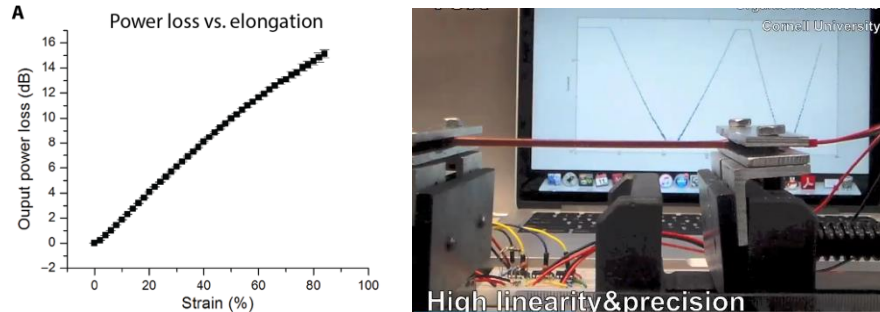 A
Power loss vs. elongation
Ouput power loss (dB)
16
14
12
10
8
6
4
2
0
−2
0 20 40 60 80 100
Strain (%)
Cornell University
High linearity&precision